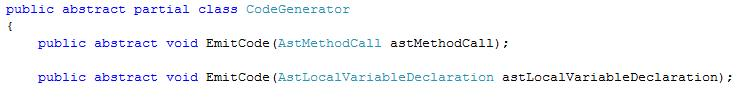 public abstract partial class CodeGenerator
{
public abstract void EmitCode(AstMethodCall astMethodCall);
public abstract void EmitCode(AstLocalVariableDeclaration astLocalVariableDeclaration);